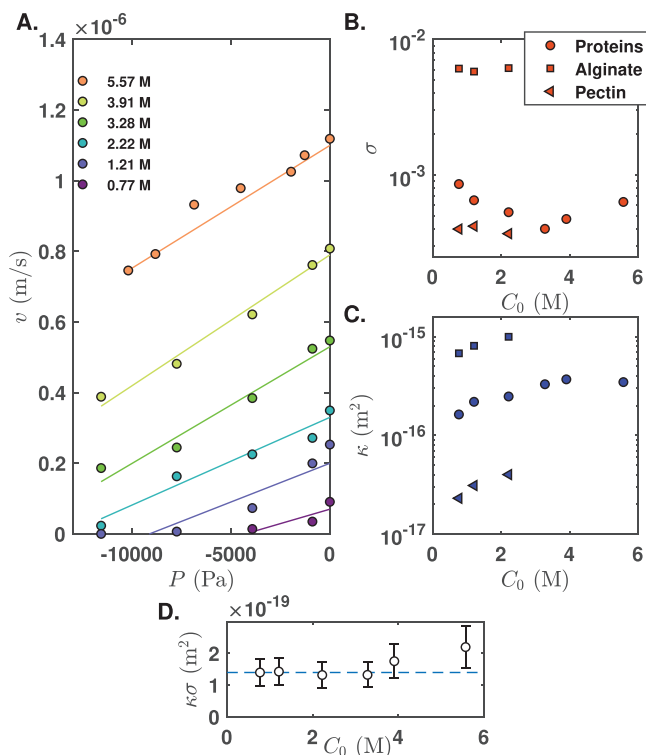 A.
×10⁻⁶
1.4
1.2
1
0.8
0.6
0.4
0.2
0
v (m/s)
5.57 M
3.91 M
3.28 M
2.22 M
1.21 M
0.77 M
-10000 -5000 0
P (Pa)
B.
10⁻²
10⁻³
σ
Proteins
Alginate
Pectin
0 2 4 6
C₀ (M)
C.
10⁻¹⁵
10⁻¹⁶
10⁻¹⁷
κ (m²)
0 2 4 6
C₀ (M)
D.
×10⁻¹⁹
2
1
0
κσ (m²)
0 2 4 6
C₀ (M)